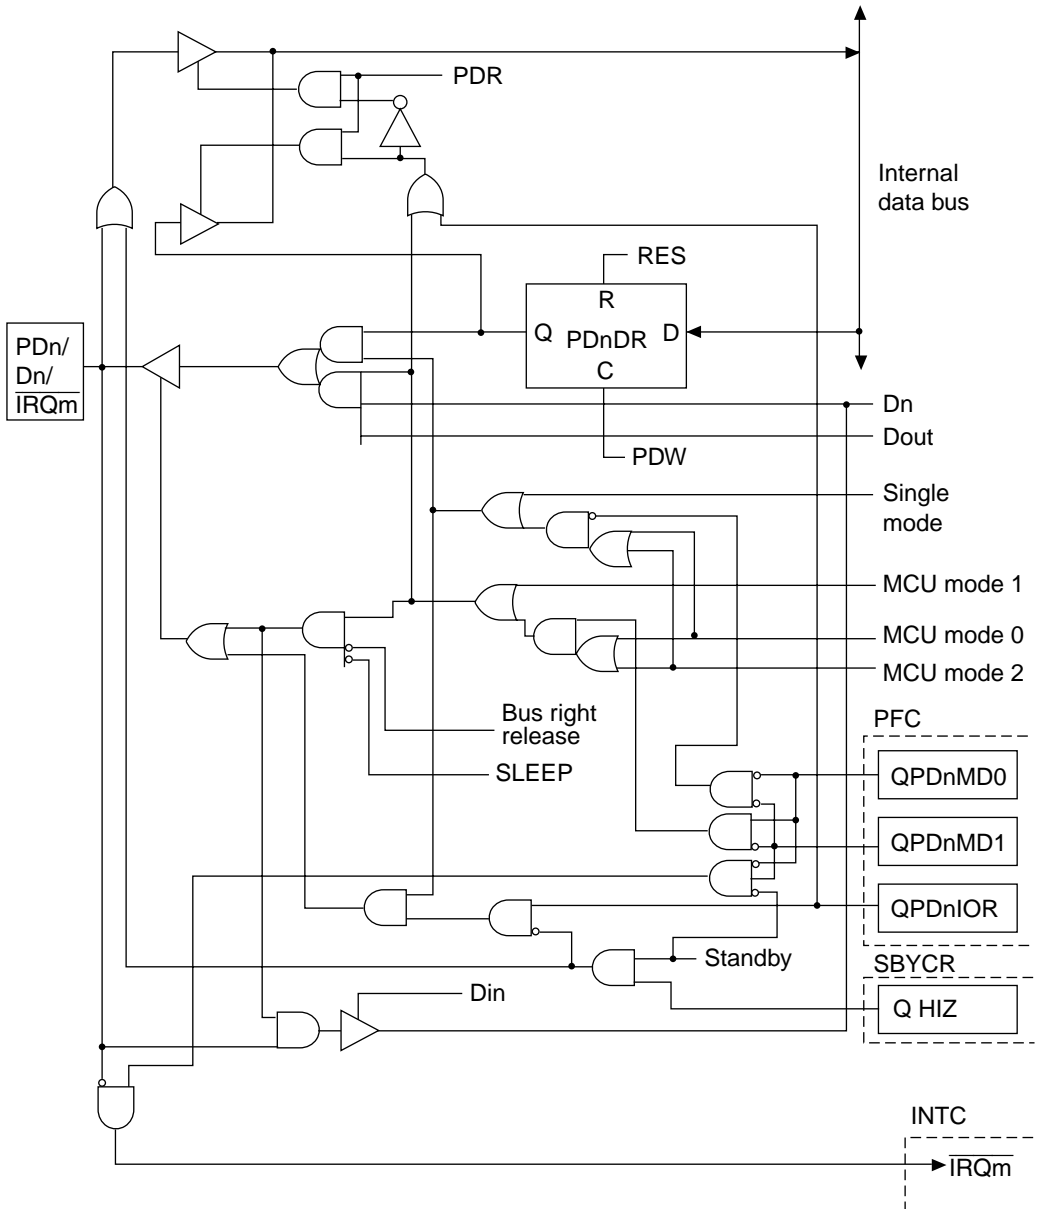 PDR
Internal
data bus
RES
R
Q
PDnDR
D
C
PDn/
Dn/
IRQm
Dn
Dout
PDW
Single
mode
MCU mode 1
MCU mode 0
MCU mode 2
Bus right
release
SLEEP
PFC
QPDnMD0
QPDnMD1
QPDnIOR
Standby
SBYCR
Q HIZ
Din
INTC
IRQm